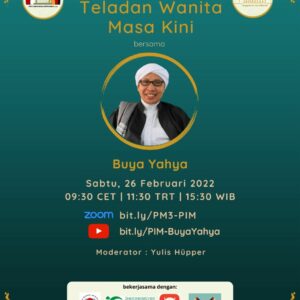 Teladan Wanita
Masa Kini
bersama
Buya Yahya
Sabtu, 26 Februari 2022
09:30 CET | 11:30 TRT | 15:30 WIB
zoom bit.ly/PM3-PIM
bit.ly/PIM-BuyaYahya
Moderator : Yulis Hüpper
bekerjasama dengan: